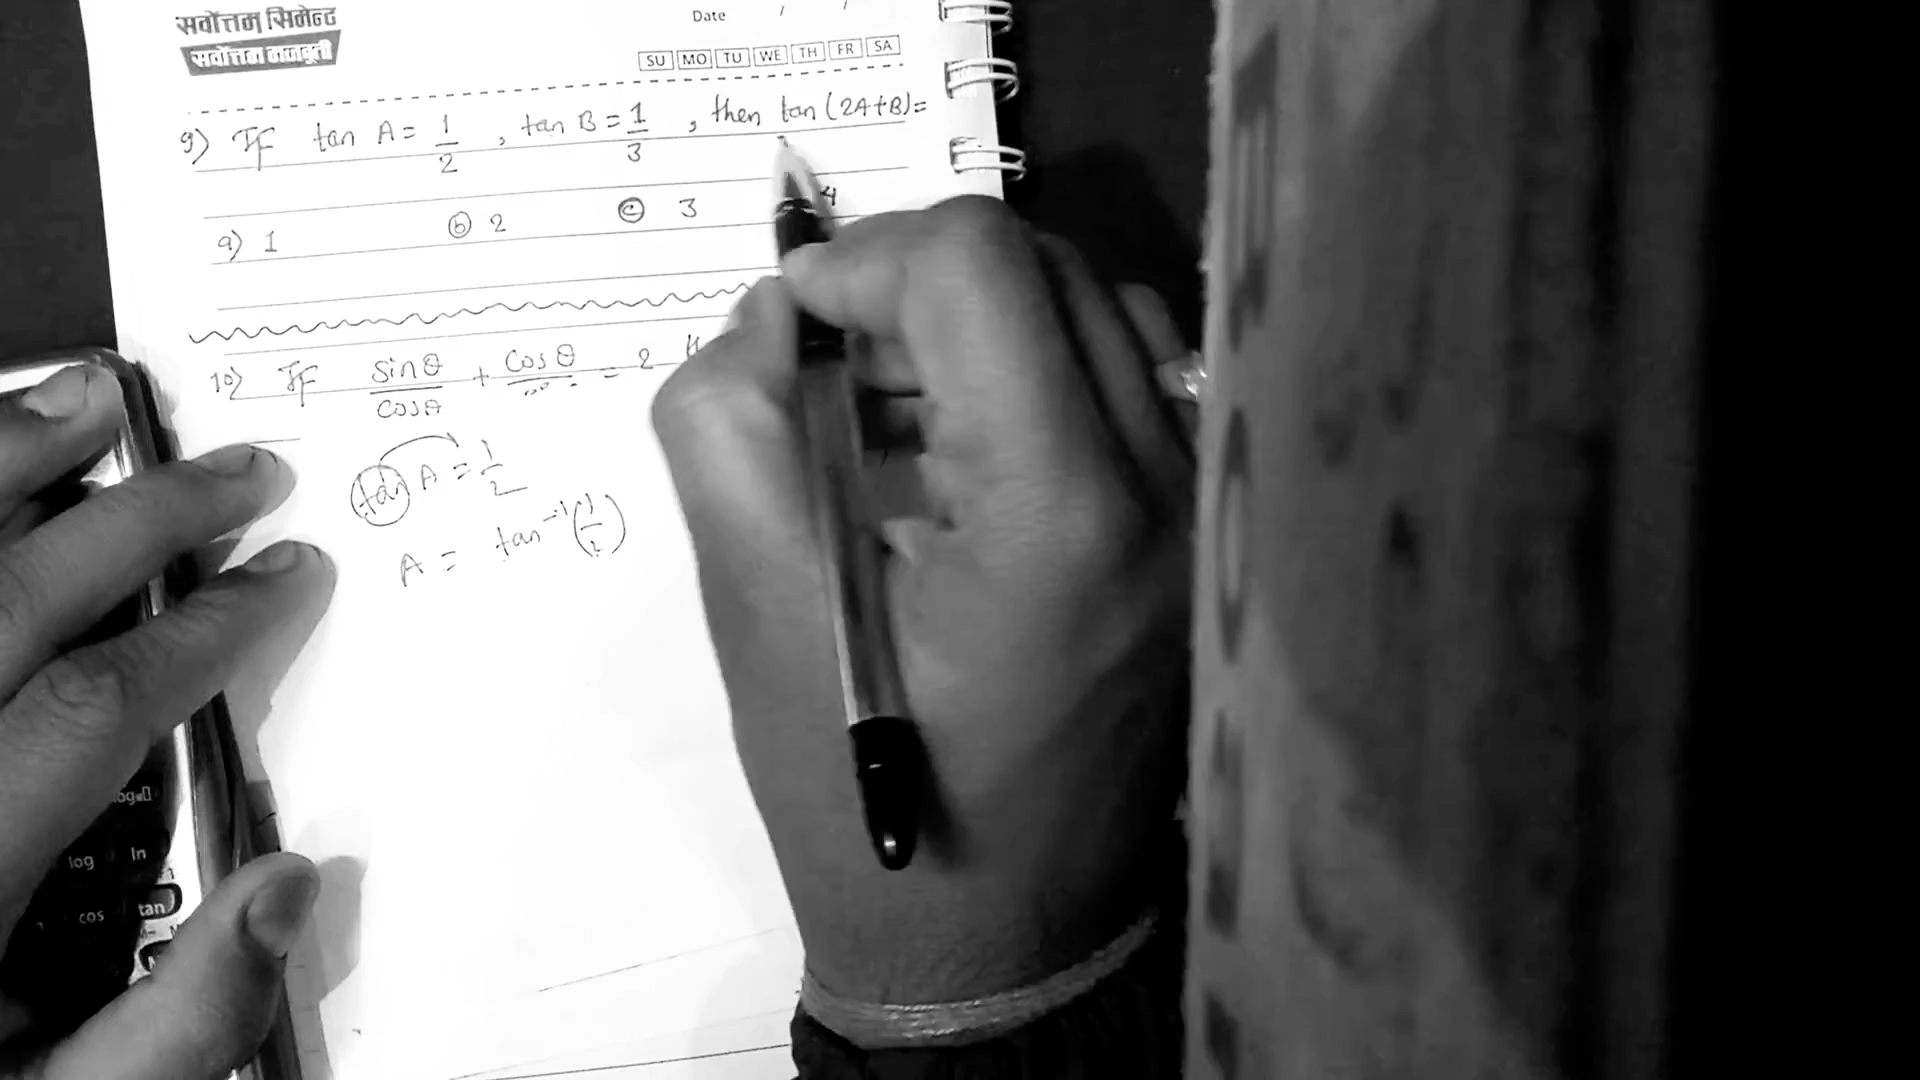 सर्वोत्तम सिमेन्ट
सर्वोत्तम मजबुती
Date / /
SU MO TU WE TH FR SA
9) If tan A = 1/2 , tan B = 1/3 , then tan (2A+B)=
a) 1 ⓑ 2 ⓒ 3 4
10) If sinθ/cosθ + cosθ = 2
tan A = 1/2
A = tan⁻¹(1/2)
log ln
cos tan